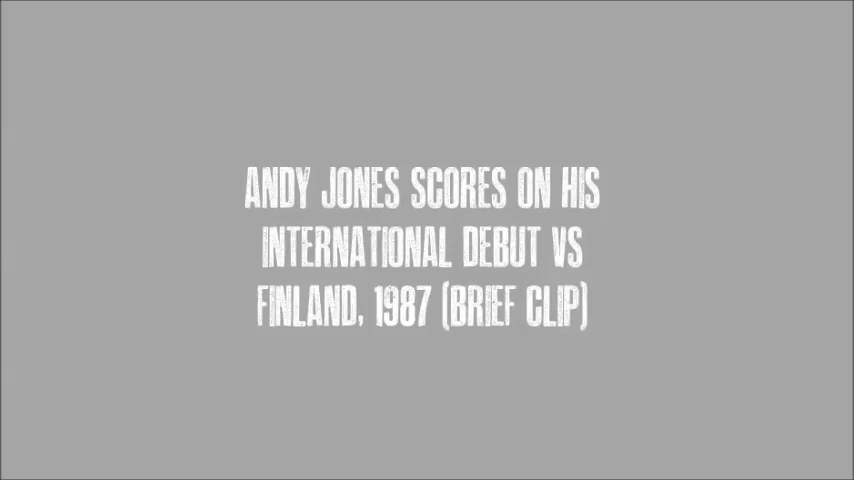 ANDY JONES SCORES ON HIS
INTERNATIONAL DEBUT VS
FINLAND, 1987 (BRIEF CLIP)